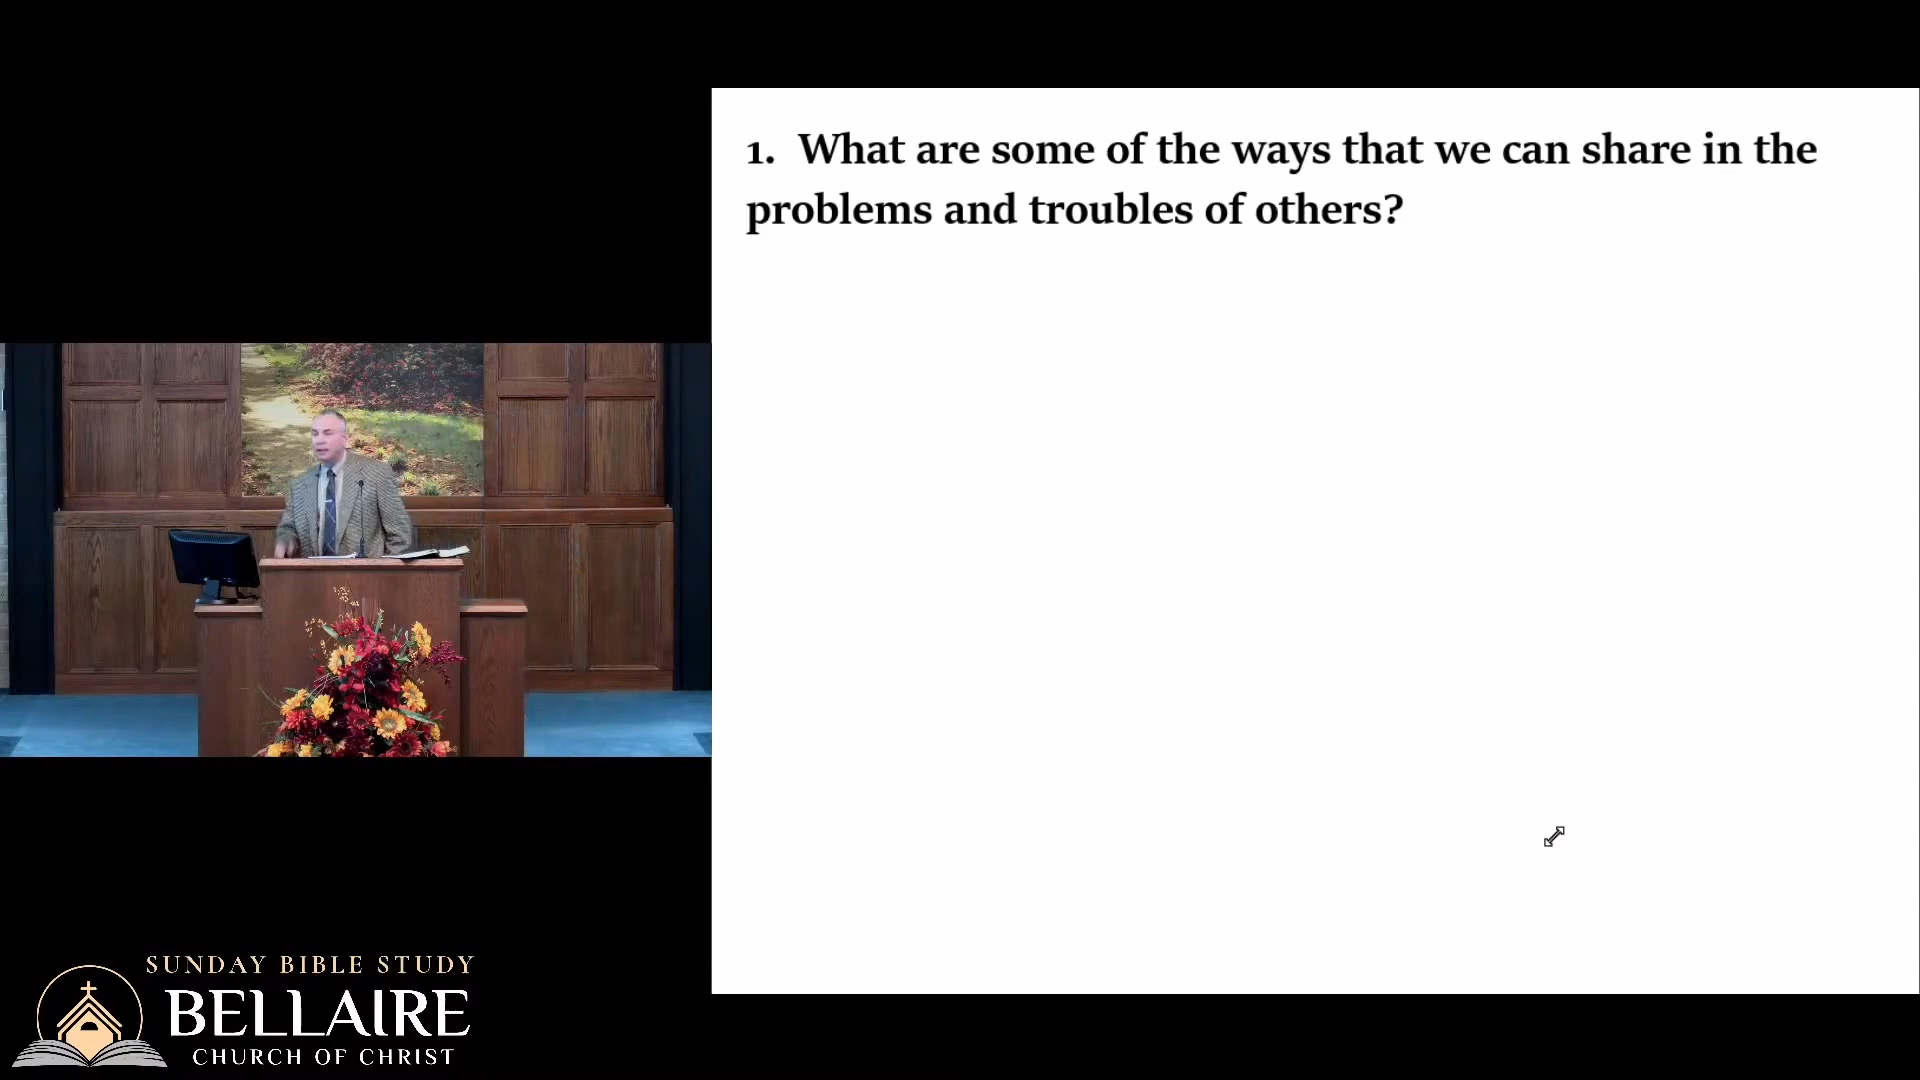 1. What are some of the ways that we can share in the
problems and troubles of others?
SUNDAY BIBLE STUDY
BELLAIRE
CHURCH OF CHRIST